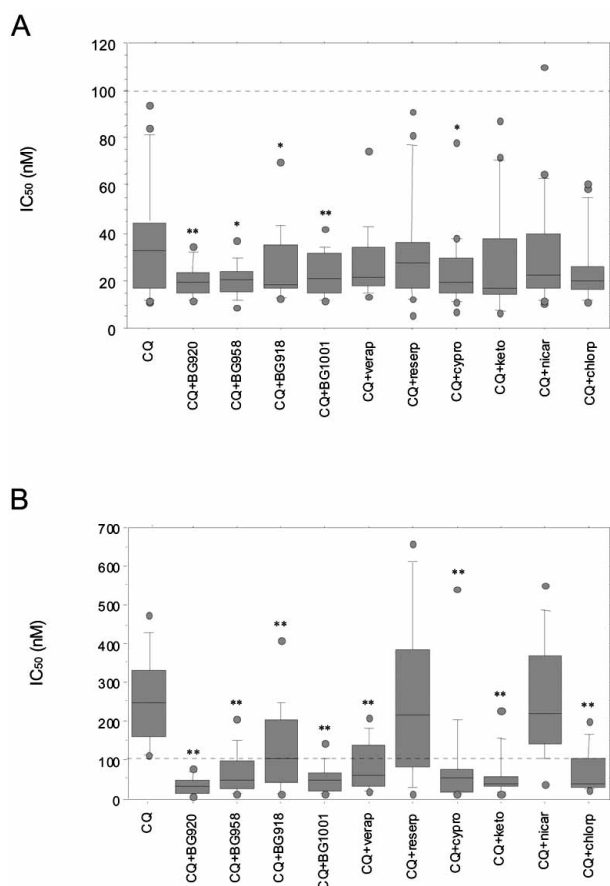 A
IC50 (nM)
120
100
80
60
40
20
0
**
*
*
**
*
CQ
CQ+BG920
CQ+BG958
CQ+BG918
CQ+BG1001
CQ+verap
CQ+reserp
CQ+cypro
CQ+keto
CQ+nicar
CQ+chlorp
B
IC50 (nM)
700
600
500
400
300
200
100
0
**
**
**
**
**
**
**
**
CQ
CQ+BG920
CQ+BG958
CQ+BG918
CQ+BG1001
CQ+verap
CQ+reserp
CQ+cypro
CQ+keto
CQ+nicar
CQ+chlorp